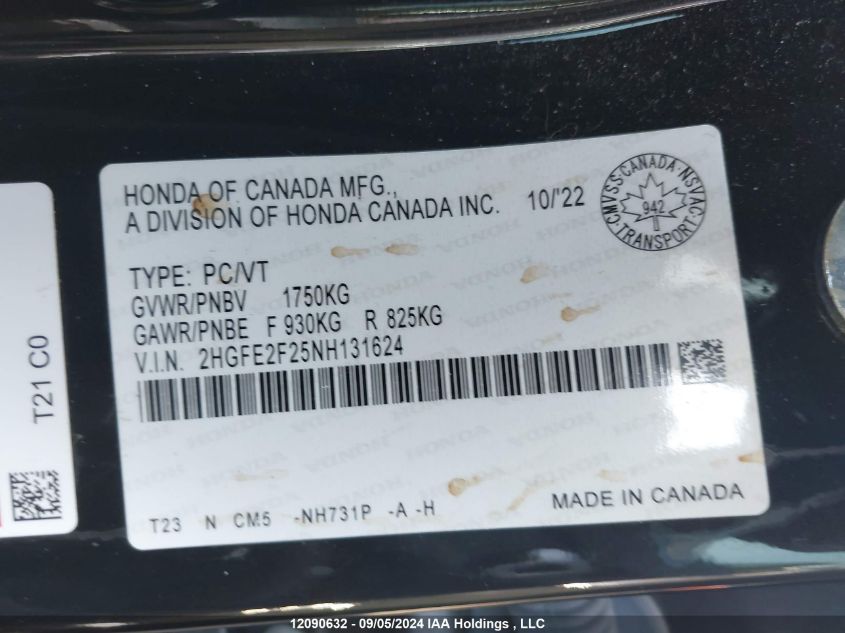 HONDA OF CANADA MFG.,
A DIVISION OF HONDA CANADA INC. 10/'22
CMVSS·CANADA·NSVAC·TRANSPORT·
942
TYPE: PC/VT
GVWR/PNBV 1750KG
GAWR/PNBE F 930KG R 825KG
V.I.N. 2HGFE2F25NH131624
T21 C0
T23 N CM5 -NH731P -A -H
MADE IN CANADA
12090632 - 09/05/2024 IAA Holdings , LLC